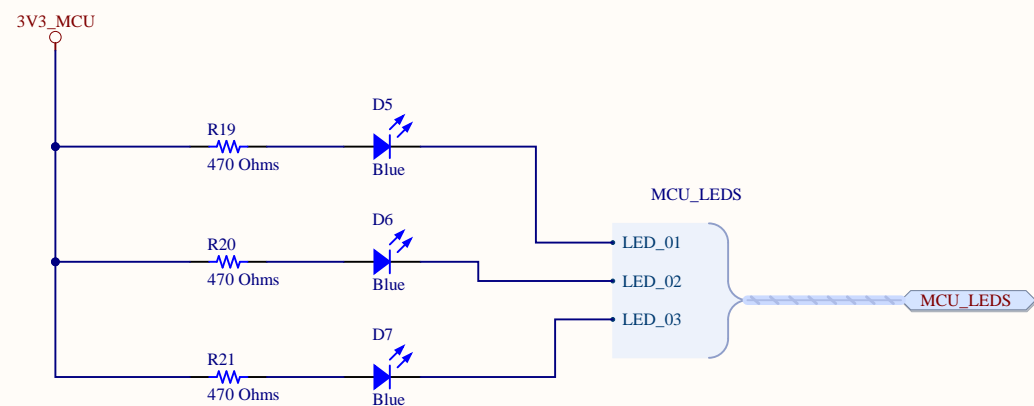 3V3_MCU
D5
R19
470 Ohms
Blue
MCU_LEDS
D6
R20
470 Ohms
Blue
LED_01
LED_02
LED_03
MCU_LEDS
D7
R21
470 Ohms
Blue